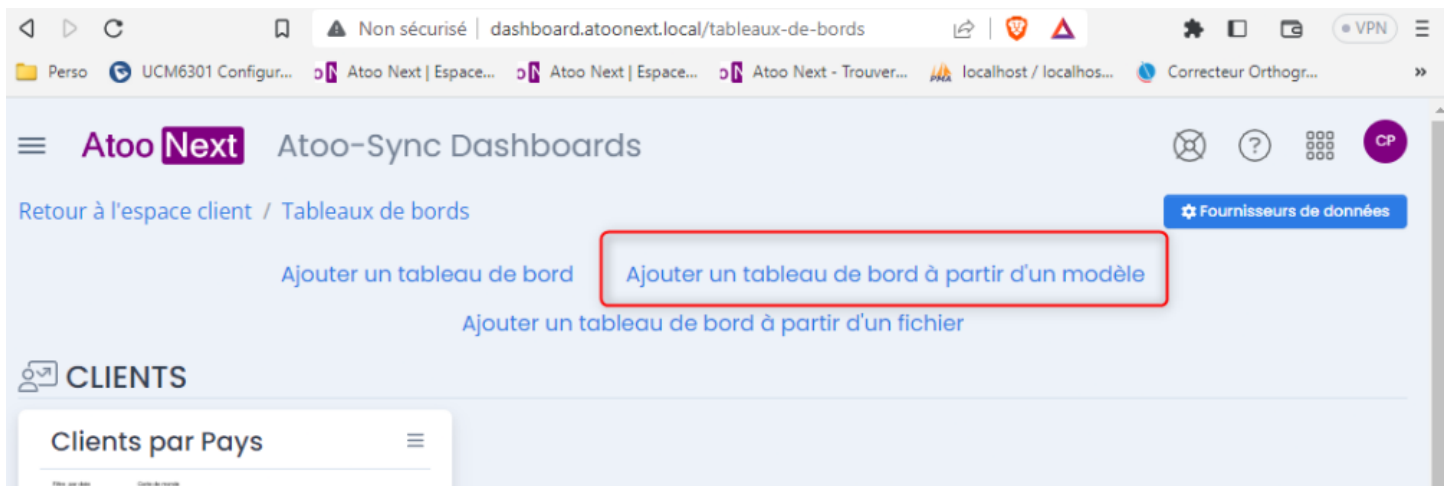 Non sécurisé | dashboard.atoonext.local/tableaux-de-bords VPN
Perso UCM6301 Configur... Atoo Next | Espace... Atoo Next | Espace... Atoo Next - Trouver... localhost / localhos... Correcteur Orthogr... »
Atoo Next Atoo-Sync Dashboards ? CP
Retour à l'espace client / Tableaux de bords Fournisseurs de données
Ajouter un tableau de bord Ajouter un tableau de bord à partir d'un modèle
Ajouter un tableau de bord à partir d'un fichier
CLIENTS
Clients par Pays